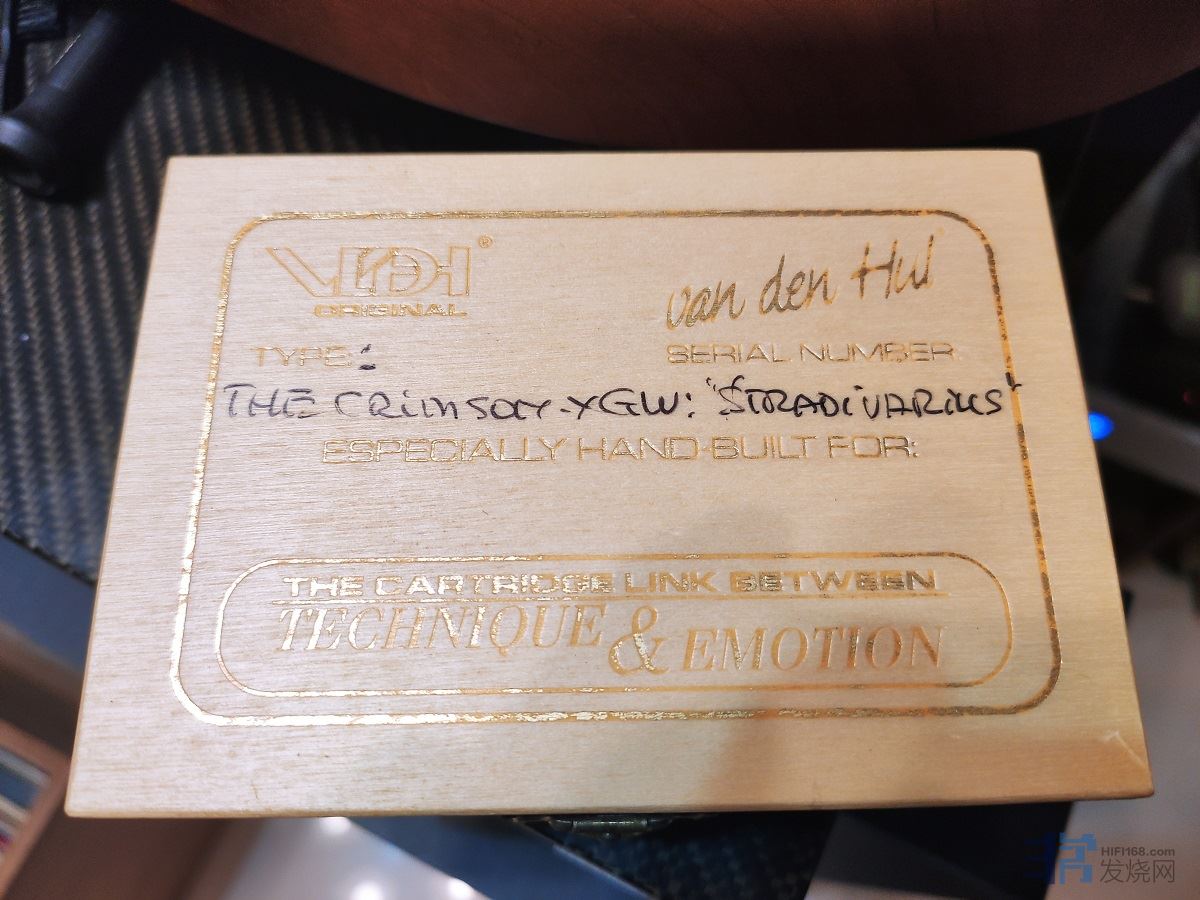 VDH®
ORIGINAL
van den Hul
TYPE:
SERIAL NUMBER
THE CRIMSON.XGW: "STRADIVARIUS"
ESPECIALLY HAND-BUILT FOR:
THE CARTRIDGE LINK BETWEEN
TECHNIQUE & EMOTION
HIFI168.com
发烧网